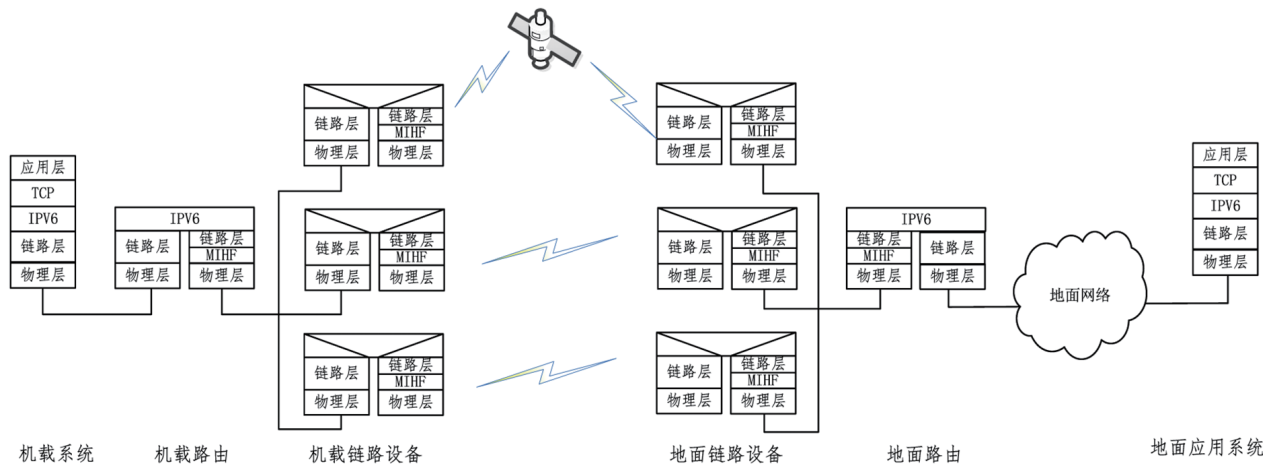 应用层
TCP
IPV6
链路层
物理层
IPV6
链路层
物理层
链路层
MIHF
物理层
链路层
物理层
链路层
MIHF
物理层
链路层
物理层
链路层
MIHF
物理层
链路层
物理层
链路层
MIHF
物理层
链路层
物理层
链路层
MIHF
物理层
链路层
物理层
链路层
MIHF
物理层
链路层
物理层
链路层
MIHF
物理层
IPV6
链路层
MIHF
物理层
链路层
物理层
地面网络
应用层
TCP
IPV6
链路层
物理层
机载系统
机载路由
机载链路设备
地面链路设备
地面路由
地面应用系统